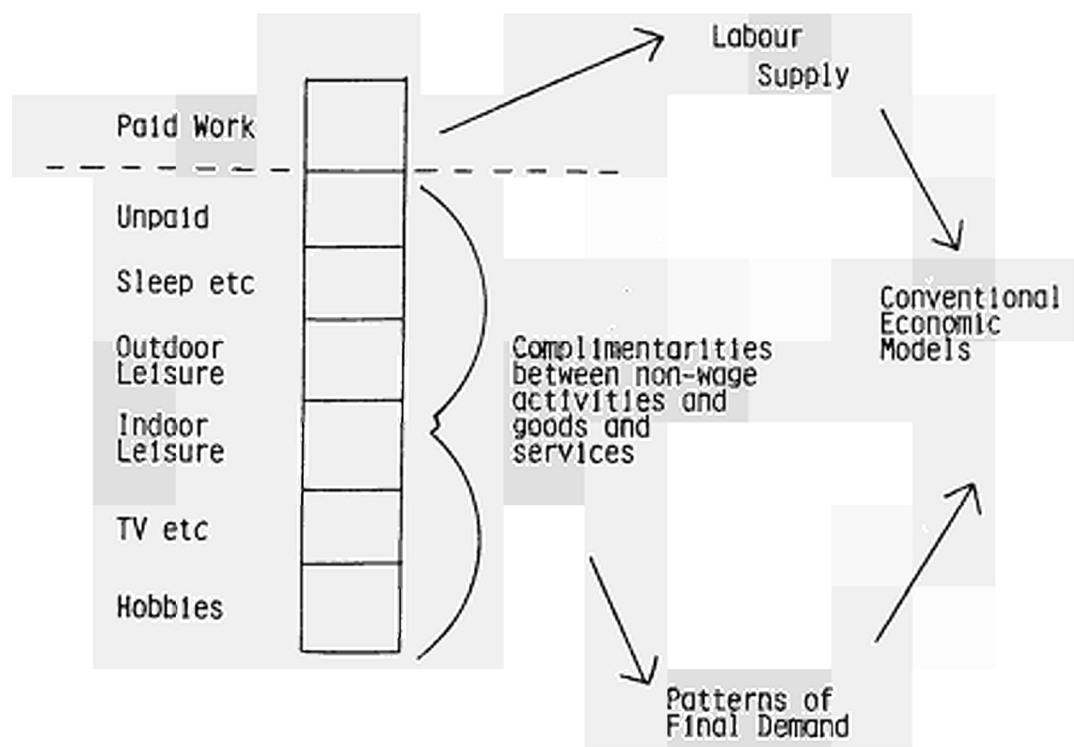 Labour
Supply
Paid Work
Unpaid
Sleep etc
Outdoor
Leisure
Indoor
Leisure
TV etc
Hobbies
Complimentarities
between non-wage
activities and
goods and
services
Conventional
Economic
Models
Patterns of
Final Demand